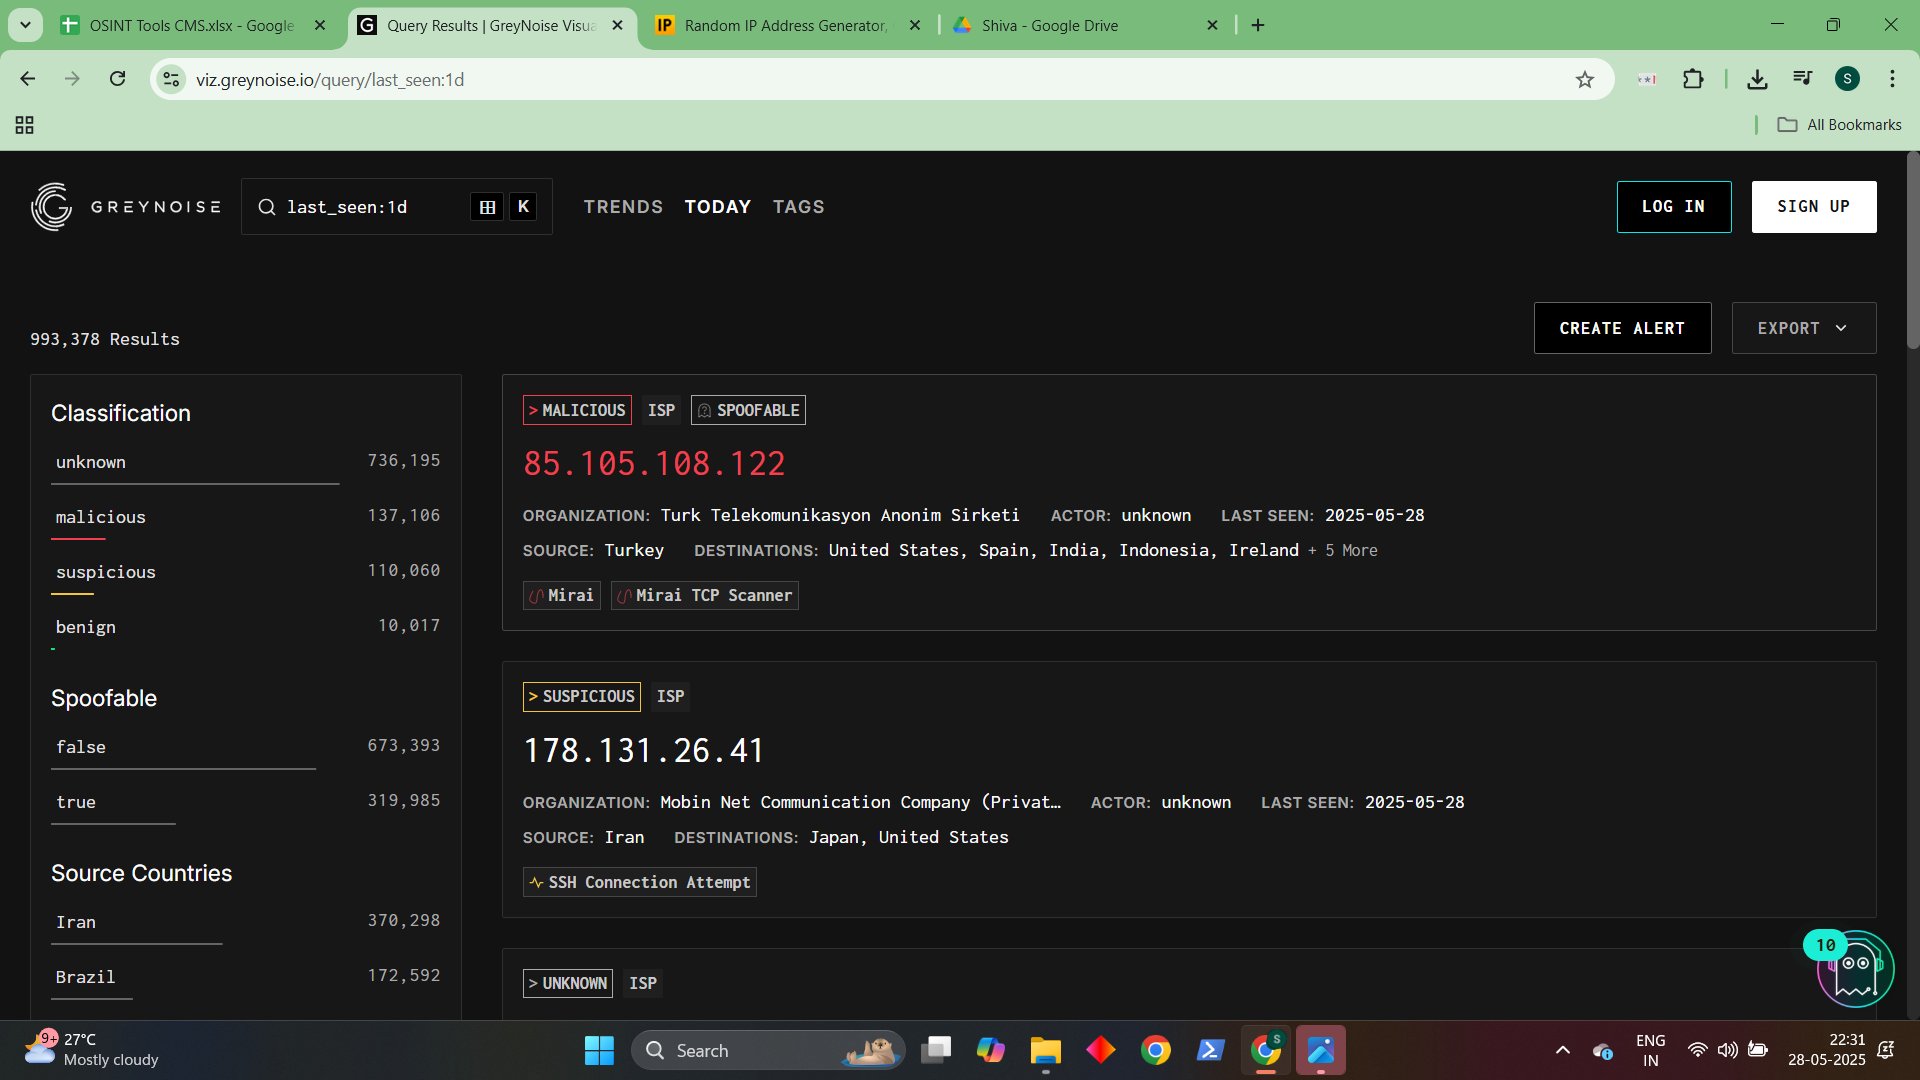 OSINT Tools CMS.xlsx - Google
Query Results | GreyNoise Visua
Random IP Address Generator,
Shiva - Google Drive
viz.greynoise.io/query/last_seen:1d
S
All Bookmarks
GREYNOISE
last_seen:1d
K
TRENDS
TODAY
TAGS
LOG IN
SIGN UP
993,378 Results
CREATE ALERT
EXPORT
Classification
unknown 736,195
malicious 137,106
suspicious 110,060
benign 10,017
Spoofable
false 673,393
true 319,985
Source Countries
Iran 370,298
Brazil 172,592
>MALICIOUS ISP SPOOFABLE
85.105.108.122
ORGANIZATION: Turk Telekomunikasyon Anonim Sirketi ACTOR: unknown LAST SEEN: 2025-05-28
SOURCE: Turkey DESTINATIONS: United States, Spain, India, Indonesia, Ireland + 5 More
Mirai Mirai TCP Scanner
>SUSPICIOUS ISP
178.131.26.41
ORGANIZATION: Mobin Net Communication Company (Privat… ACTOR: unknown LAST SEEN: 2025-05-28
SOURCE: Iran DESTINATIONS: Japan, United States
SSH Connection Attempt
>UNKNOWN ISP
10
9+
27°C
Mostly cloudy
Search
S
ENG
IN
22:31
28-05-2025